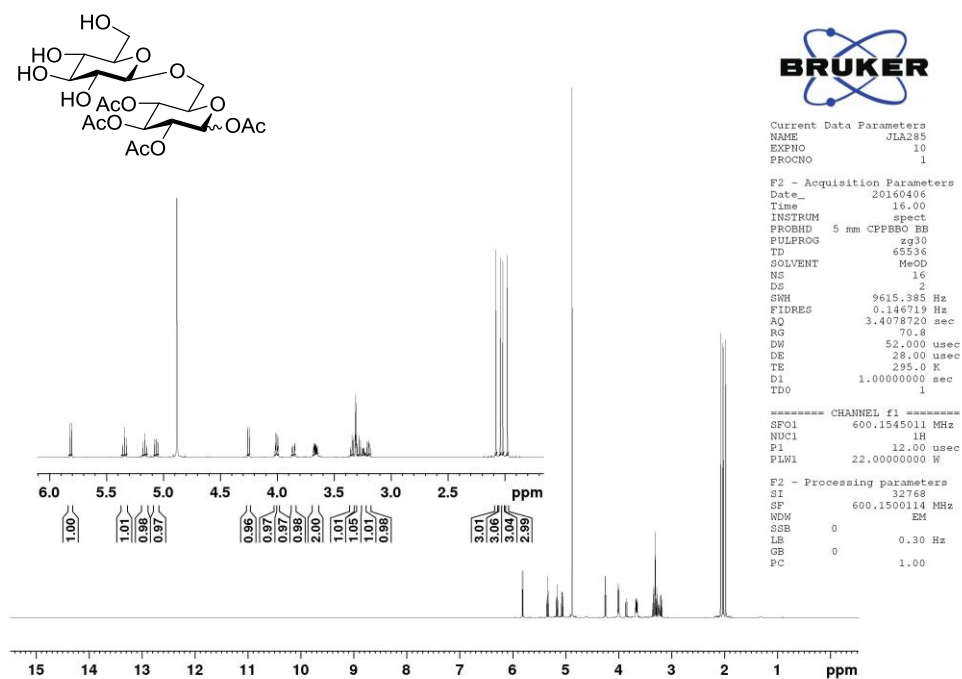 HO
HO
HO
HO
O
O
O
AcO
AcO
AcO
OAc
BRUKER
Current Data Parameters
NAME JLA285
EXPNO 10
PROCNO 1
F2 - Acquisition Parameters
Date_ 20160406
Time 16.00
INSTRUM spect
PROBHD 5 mm CPPBBO BB
PULPROG zg30
TD 65536
SOLVENT MeOD
NS 16
DS 2
SWH 9615.385 Hz
FIDRES 0.146719 Hz
AQ 3.4078720 sec
RG 70.8
DW 52.000 usec
DE 28.00 usec
TE 295.0 K
D1 1.00000000 sec
TD0 1
======== CHANNEL f1 ========
SFO1 600.1545011 MHz
NUC1 1H
P1 12.00 usec
PLW1 22.00000000 W
F2 - Processing parameters
SI 32768
SF 600.1500114 MHz
WDW EM
SSB 0
LB 0.30 Hz
GB 0
PC 1.00
6.0 5.5 5.0 4.5 4.0 3.5 3.0 2.5 ppm
1.00 1.01 0.98 0.97 0.96 0.97 0.97 0.98 2.00 1.01 1.05 1.01 0.98 3.01 3.06 3.04 2.99
15 14 13 12 11 10 9 8 7 6 5 4 3 2 1 ppm